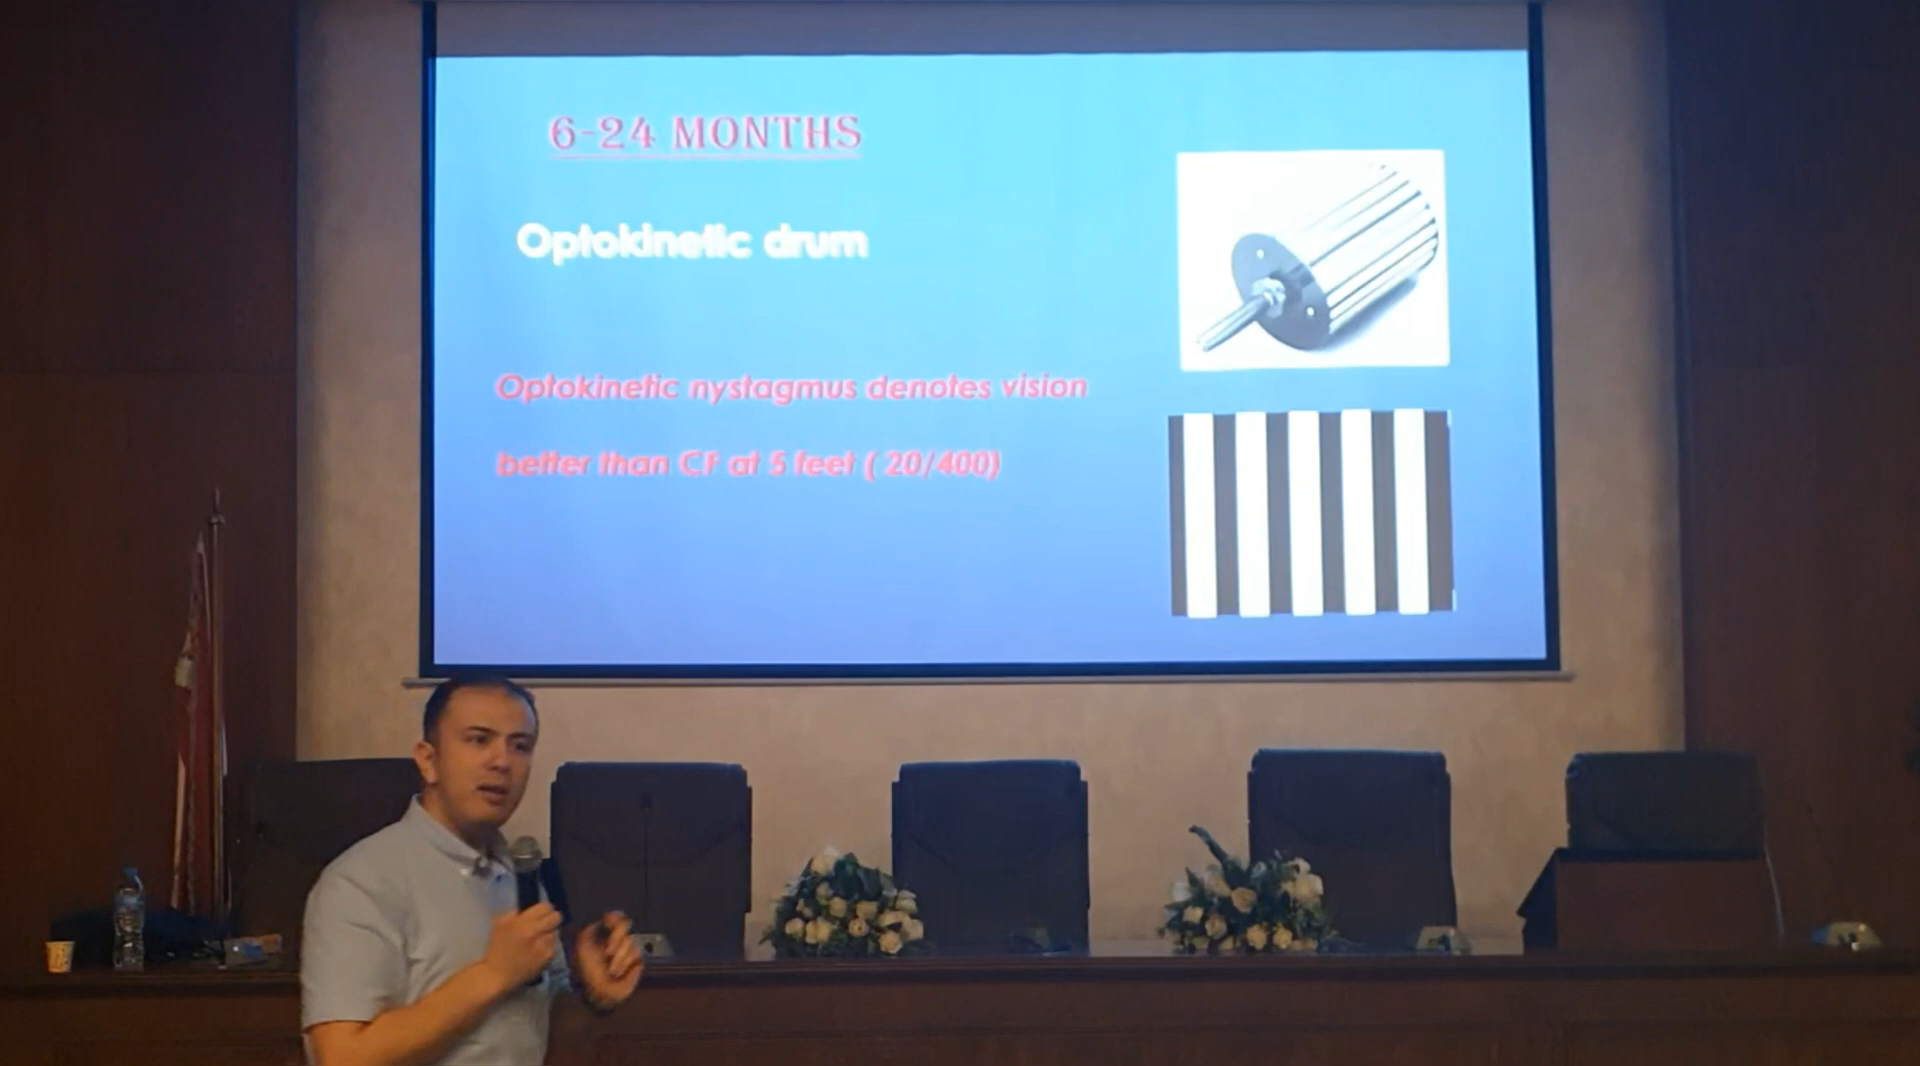 6-24 MONTHS
Optokinetic drum
Optokinetic nystagmus denotes vision
better than CF at 5 feet ( 20/400)